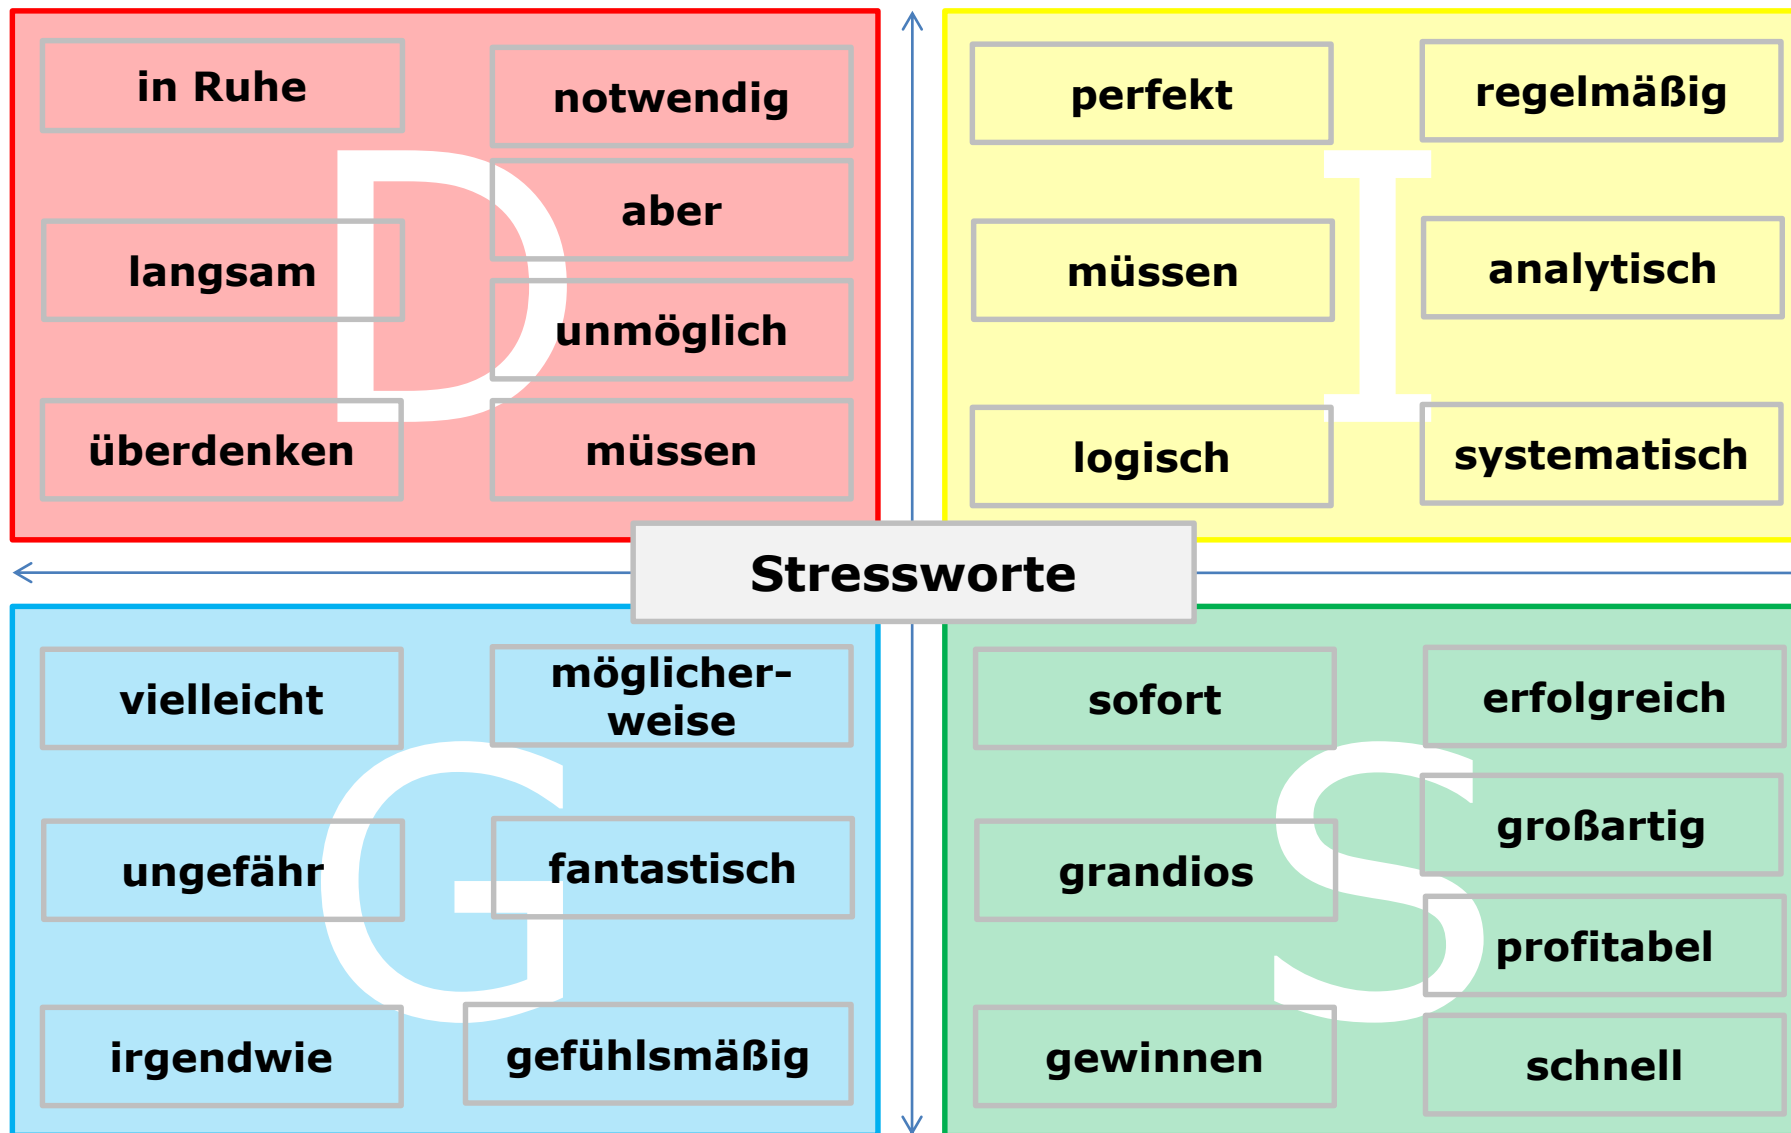 in Ruhe
notwendig
aber
langsam
unmöglich
überdenken
müssen
D
perfekt
regelmäßig
müssen
analytisch
logisch
systematisch
I
Stressworte
vielleicht
möglicher-
weise
ungefähr
fantastisch
irgendwie
gefühlsmäßig
G
sofort
erfolgreich
großartig
grandios
profitabel
gewinnen
schnell
S